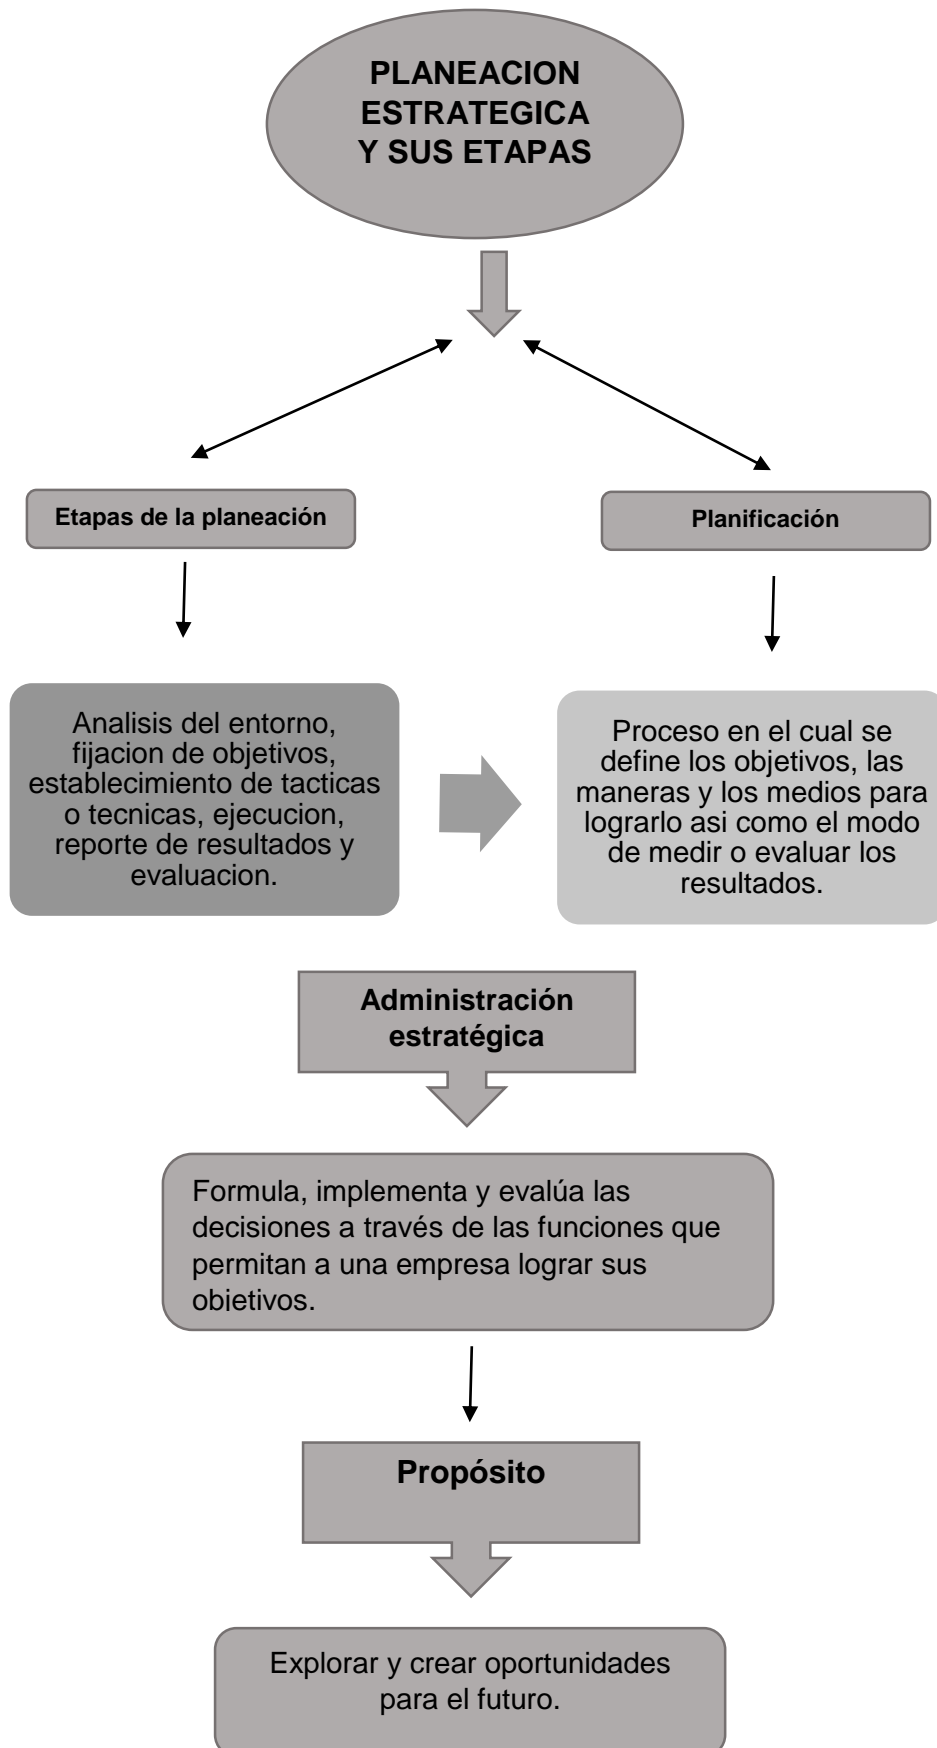 PLANEACION
ESTRATEGICA
Y SUS ETAPAS
Etapas de la planeación
Planificación
Analisis del entorno,
fijacion de objetivos,
establecimiento de tacticas
o tecnicas, ejecucion,
reporte de resultados y
evaluacion.
Proceso en el cual se
define los objetivos, las
maneras y los medios para
lograrlo asi como el modo
de medir o evaluar los
resultados.
Administración
estratégica
Formula, implementa y evalúa las
decisiones a través de las funciones que
permitan a una empresa lograr sus
objetivos.
Propósito
Explorar y crear oportunidades
para el futuro.